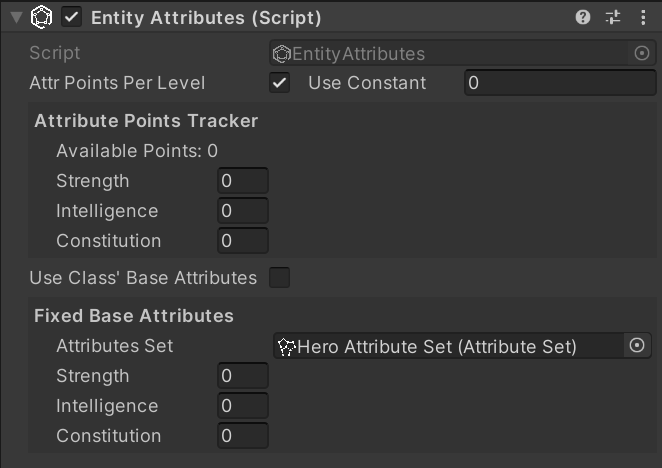 Entity Attributes (Script)
Script EntityAttributes
Attr Points Per Level Use Constant 0
Attribute Points Tracker
Available Points: 0
Strength 0
Intelligence 0
Constitution 0
Use Class' Base Attributes
Fixed Base Attributes
Attributes Set Hero Attribute Set (Attribute Set)
Strength 0
Intelligence 0
Constitution 0